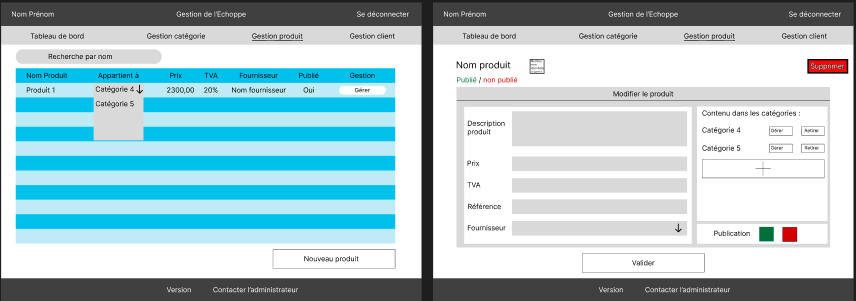 Nom Prénom
Gestion de l'Echoppe
Se déconnecter
Tableau de bord
Gestion catégorie
Gestion produit
Gestion client
Recherche par nom
Nom Produit
Appartient à
Prix
TVA
Fournisseur
Publié
Gestion
Produit 1
Catégorie 4
2300,00
20%
Nom fournisseur
Oui
Gérer
Catégorie 5
Nouveau produit
Version
Contacter l'administrateur
Nom Prénom
Gestion de l'Echoppe
Se déconnecter
Tableau de bord
Gestion catégorie
Gestion produit
Gestion client
Nom produit
Supprimer
Publié / non publié
Modifier le produit
Description
produit
Prix
TVA
Référence
Fournisseur
Contenu dans les catégories :
Catégorie 4
Gérer
Retirer
Catégorie 5
Gérer
Retirer
Publication
Valider
Version
Contacter l'administrateur